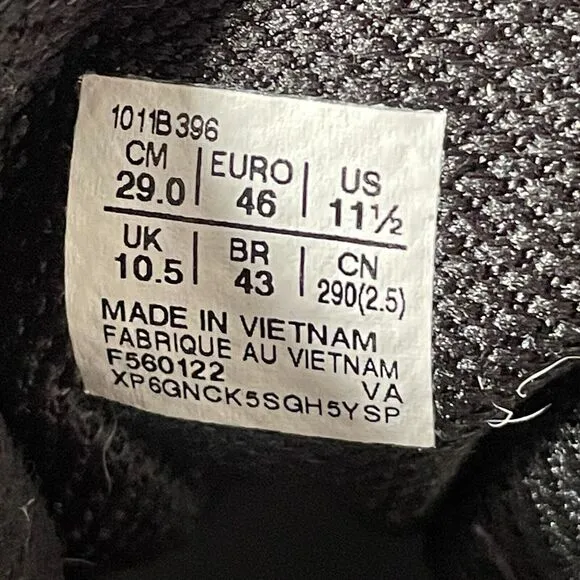 1011B396
CM EURO US
29.0 46 11½
UK BR CN
10.5 43 290(2.5)
MADE IN VIETNAM
FABRIQUE AU VIETNAM
F560122 VA
XP6GNCK5SGH5YSP